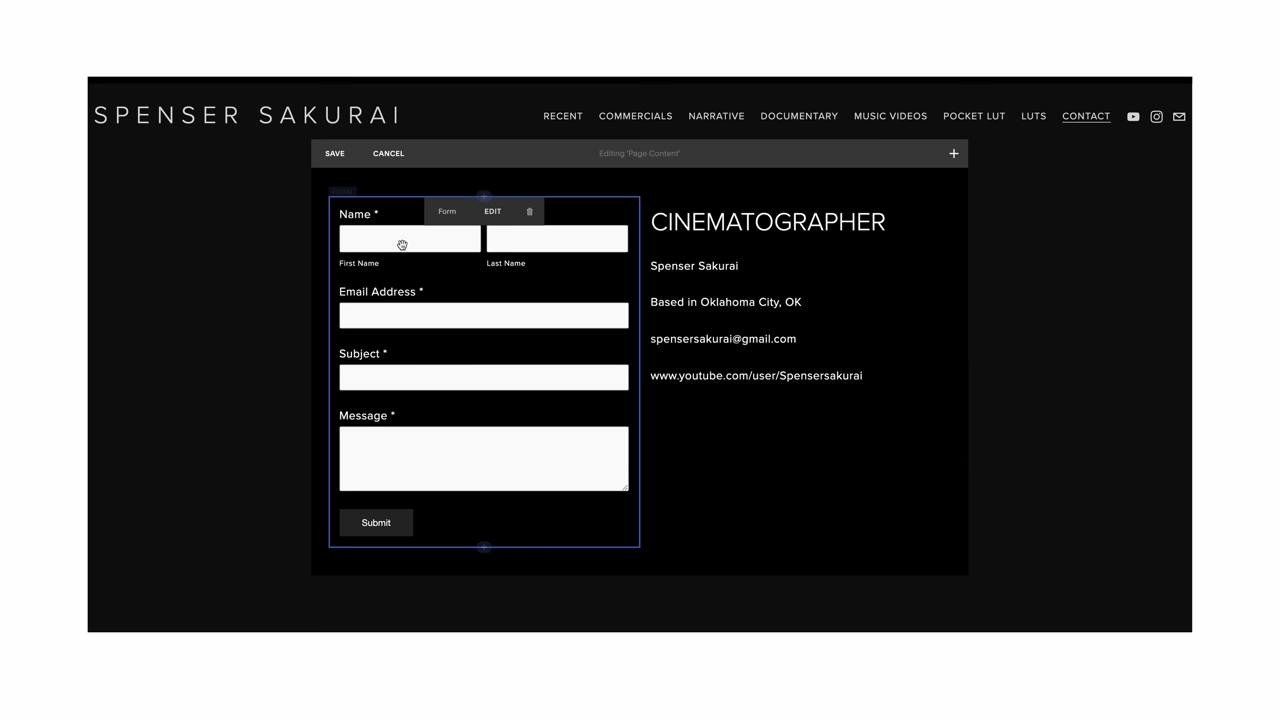 SPENSER SAKURAI
RECENT COMMERCIALS NARRATIVE DOCUMENTARY MUSIC VIDEOS POCKET LUT LUTS CONTACT
SAVE CANCEL Editing 'Page Content' +
Form EDIT
Name *
First Name Last Name
Email Address *
Subject *
Message *
Submit
CINEMATOGRAPHER
Spenser Sakurai
Based in Oklahoma City, OK
spensersakurai@gmail.com
www.youtube.com/user/Spensersakurai